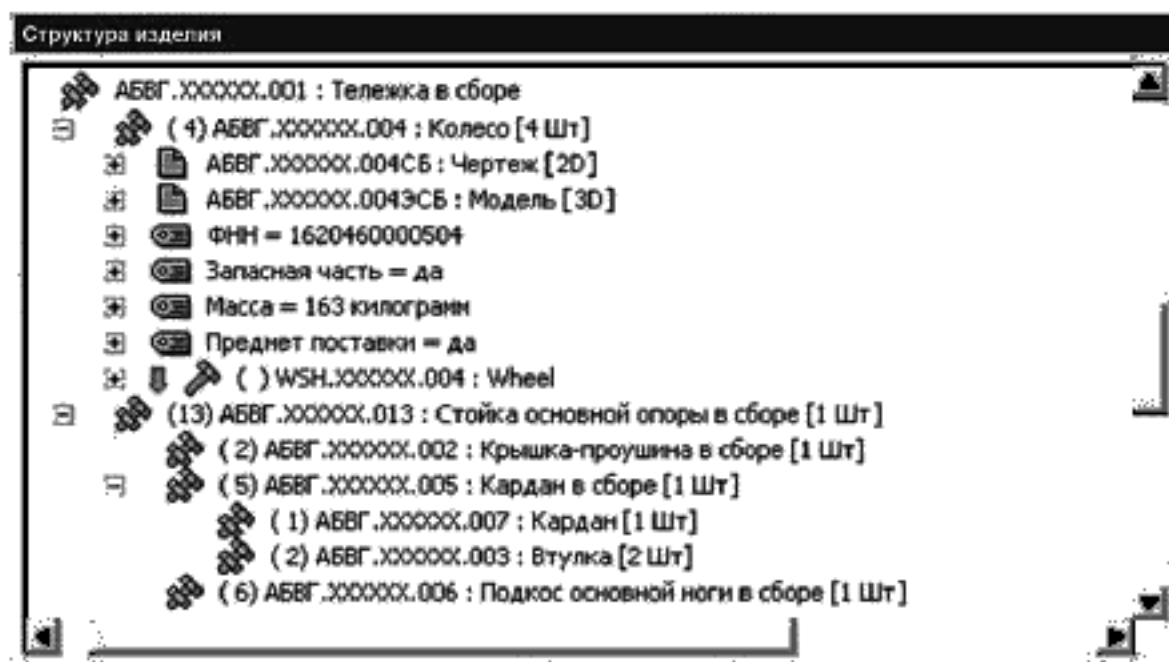 Структура изделия
АБВГ.XXXXXX.001 : Тележка в сборе
( 4) АБВГ.XXXXXX.004 : Колесо [4 Шт]
АБВГ.XXXXXX.004СБ : Чертеж [2D]
АБВГ.XXXXXX.004ЭСБ : Модель [3D]
ФНН = 1620460000504
Запасная часть = да
Масса = 163 килограмм
Предмет поставки = да
( ) WSH.XXXXXX.004 : Wheel
(13) АБВГ.XXXXXX.013 : Стойка основной опоры в сборе [1 Шт]
( 2) АБВГ.XXXXXX.002 : Крышка-проушина в сборе [1 Шт]
( 5) АБВГ.XXXXXX.005 : Кардан в сборе [1 Шт]
( 1) АБВГ.XXXXXX.007 : Кардан [1 Шт]
( 2) АБВГ.XXXXXX.003 : Втулка [2 Шт]
( 6) АБВГ.XXXXXX.006 : Подкос основной ноги в сборе [1 Шт]